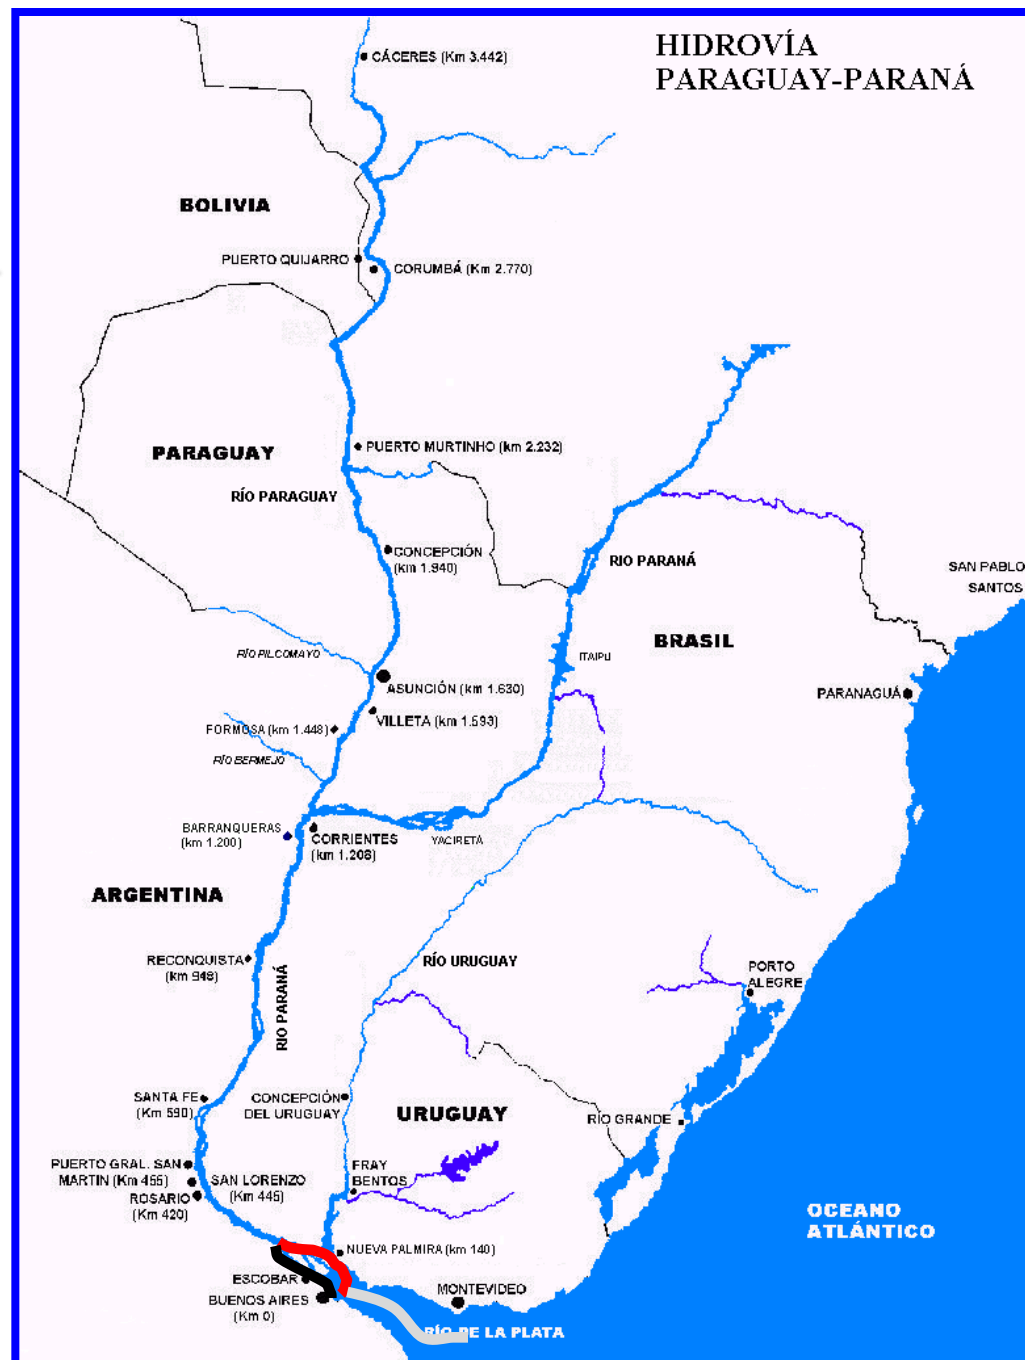 HIDROVÍA
PARAGUAY-PARANÁ
CÁCERES (Km 3.442)
BOLIVIA
PUERTO QUIJARRO
CORUMBÁ (Km 2.770)
PARAGUAY
PUERTO MURTINHO (km 2.232)
RÍO PARAGUAY
CONCEPCIÓN
(km 1.940)
RIO PARANÁ
SAN PABLO
SANTOS
BRASIL
RÍO PILCOMAYO
ITAIPU
ASUNCIÓN (km 1.630)
PARANAGUÁ
VILLETA (km 1.593)
FORMOSA (km 1.448)
RÍO BERMEJO
BARRANQUERAS
(km 1.200)
CORRIENTES
(km 1.208)
YACIRETÁ
ARGENTINA
RECONQUISTA
(km 948)
RÍO URUGUAY
PORTO
ALEGRE
RIO PARANÁ
SANTA FE
(Km 590)
CONCEPCIÓN
DEL URUGUAY
URUGUAY
RÍO GRANDE
PUERTO GRAL. SAN
MARTIN (Km 455)
SAN LORENZO
(Km 445)
FRAY
BENTOS
ROSARIO
(Km 420)
OCEANO
ATLÁNTICO
NUEVA PALMIRA (km 140)
ESCOBAR
MONTEVIDEO
BUENOS AIRES
(Km 0)
RÍO DE LA PLATA